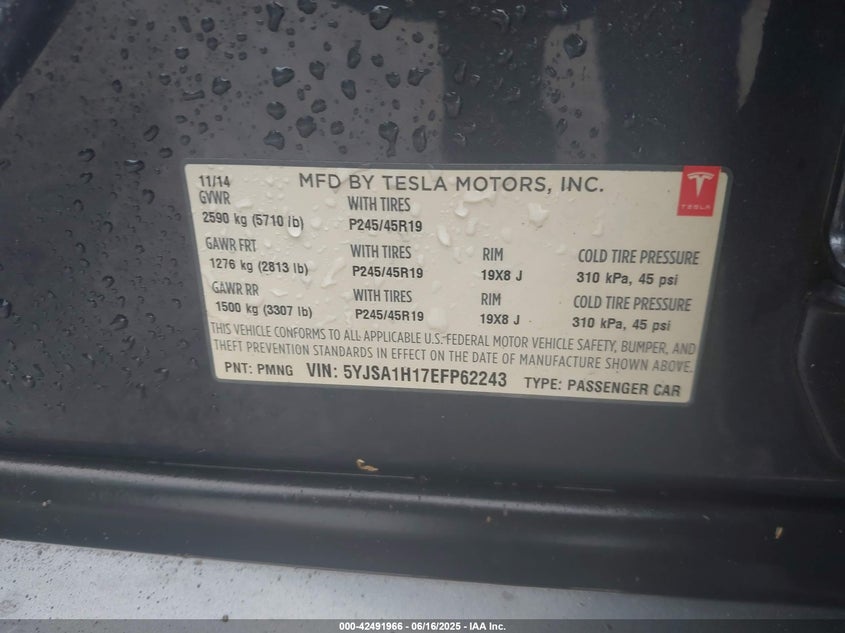 11/14 MFD BY TESLA MOTORS, INC.
TESLA
GVWR WITH TIRES
2590 kg (5710 lb) P245/45R19
GAWR FRT WITH TIRES RIM COLD TIRE PRESSURE
1276 kg (2813 lb) P245/45R19 19X8 J 310 kPa, 45 psi
GAWR RR WITH TIRES RIM COLD TIRE PRESSURE
1500 kg (3307 lb) P245/45R19 19X8 J 310 kPa, 45 psi
THIS VEHICLE CONFORMS TO ALL APPLICABLE U.S. FEDERAL MOTOR VEHICLE SAFETY, BUMPER, AND
THEFT PREVENTION STANDARDS IN EFFECT ON THE DATE OF MANUFACTURE SHOWN ABOVE.
PNT: PMNG VIN: 5YJSA1H17EFP62243 TYPE: PASSENGER CAR
000-42491966 - 06/16/2025 - IAA Inc.